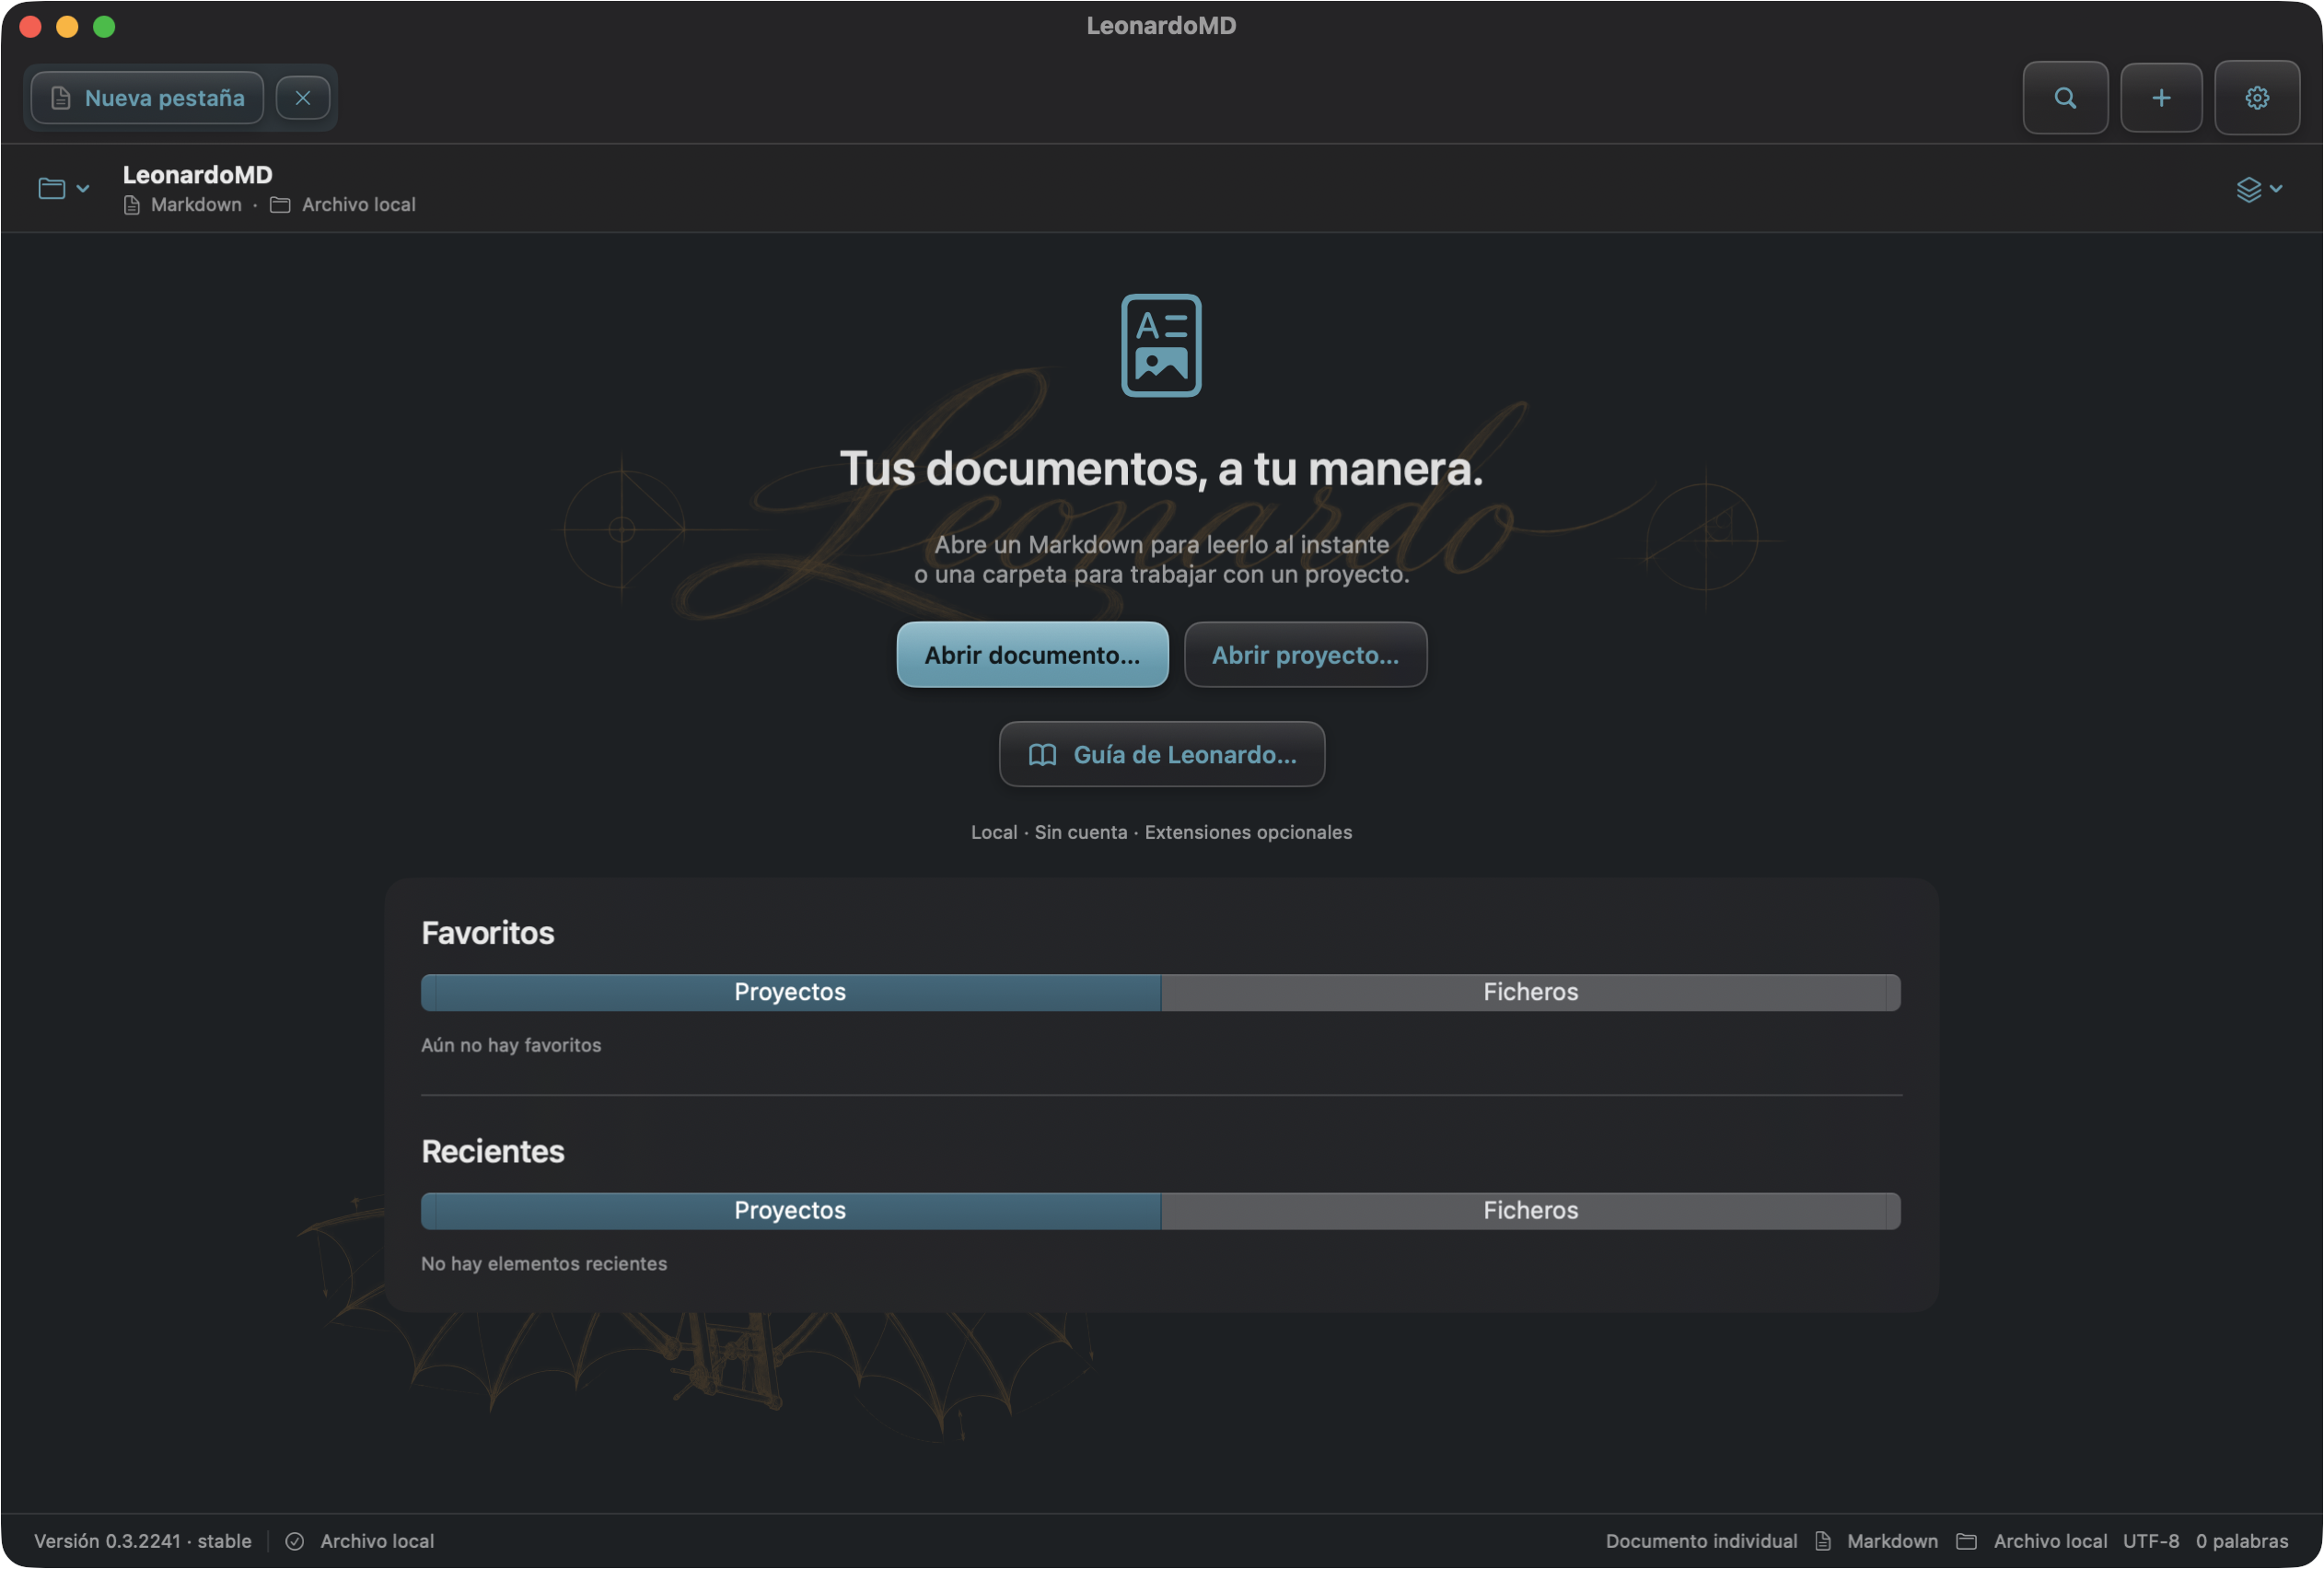 LeonardoMD
Nueva pestaña
LeonardoMD
Markdown · Archivo local
A
Leonardo
Tus documentos, a tu manera.
Abre un Markdown para leerlo al instante
o una carpeta para trabajar con un proyecto.
Abrir documento...
Abrir proyecto...
Guía de Leonardo...
Local · Sin cuenta · Extensiones opcionales
Favoritos
Proyectos
Ficheros
Aún no hay favoritos
Recientes
Proyectos
Ficheros
No hay elementos recientes
Versión 0.3.2241 · stable
Archivo local
Documento individual
Markdown
Archivo local
UTF-8
0 palabras